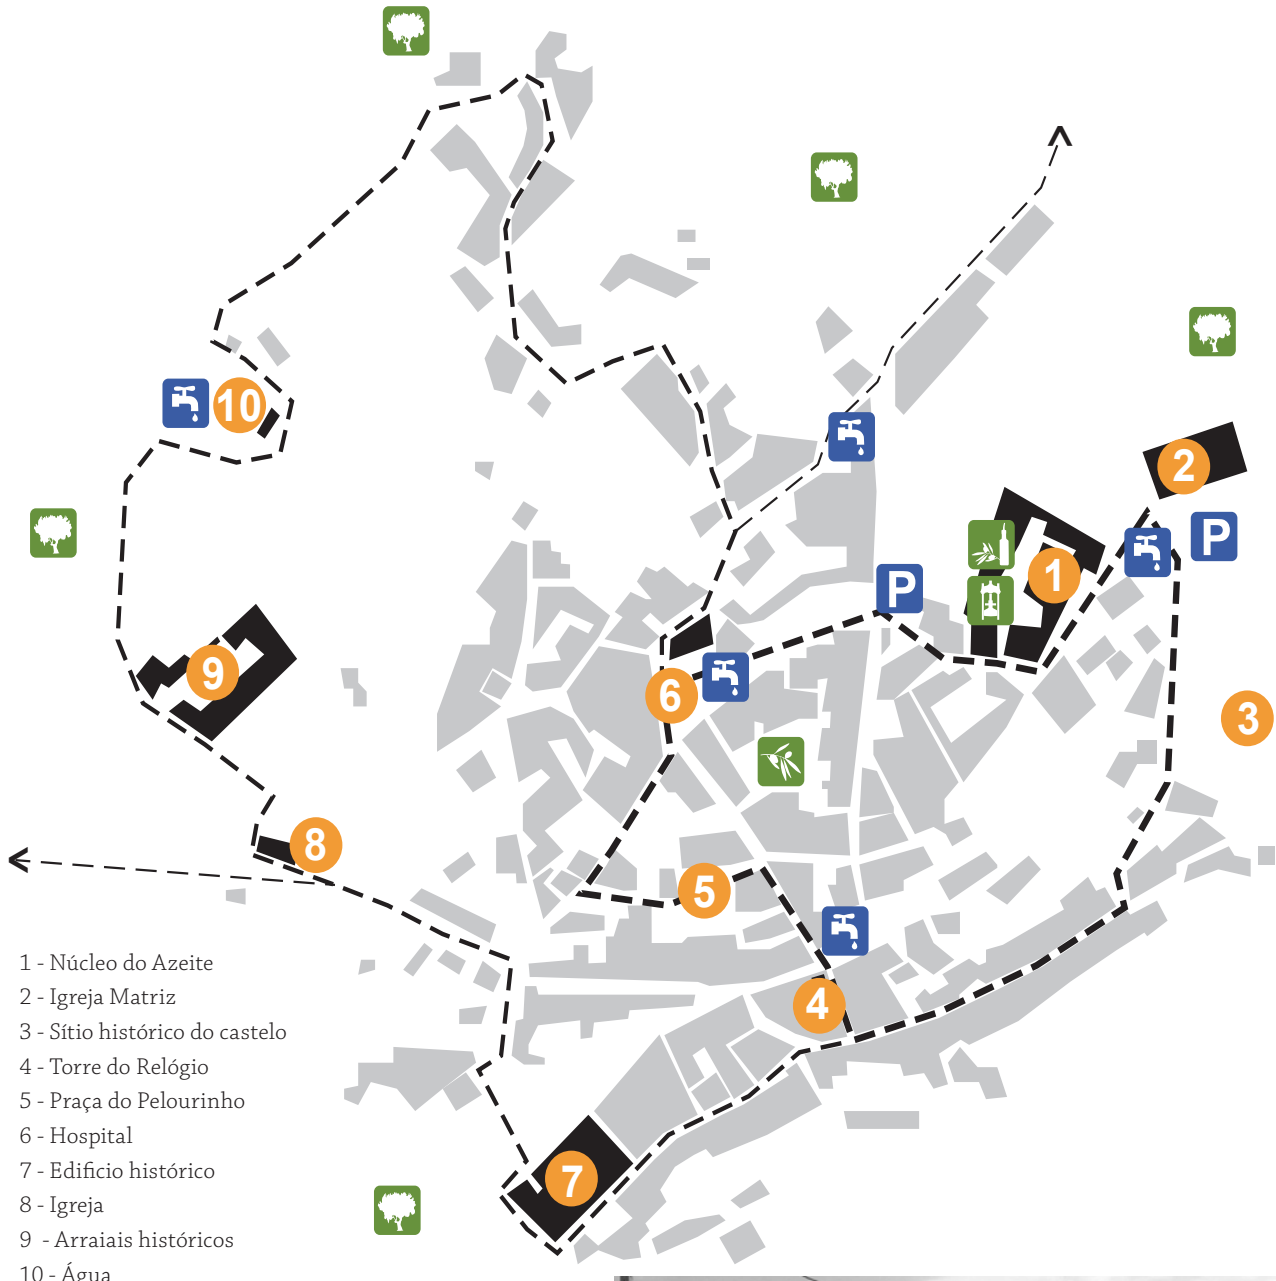 10
2
P
1
P
9
6
3
8
5
4
7
1 - Núcleo do Azeite
2 - Igreja Matriz
3 - Sítio histórico do castelo
4 - Torre do Relógio
5 - Praça do Pelourinho
6 - Hospital
7 - Edificio histórico
8 - Igreja
9 - Arraiais históricos
10 - Água